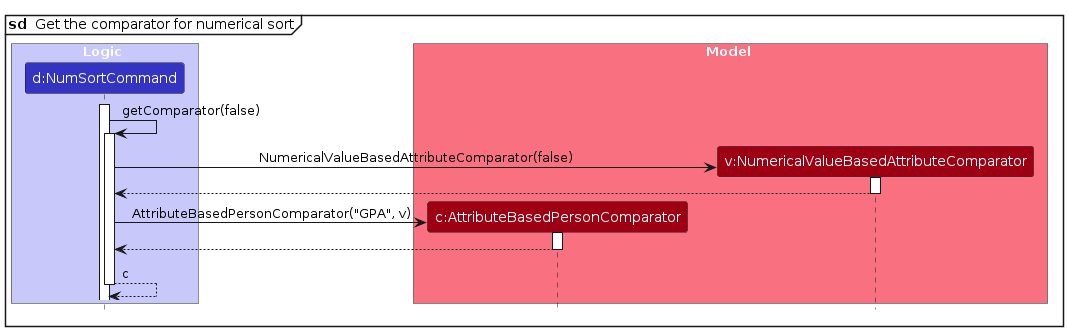 sd Get the comparator for numerical sort
Logic
Model
d:NumSortCommand
getComparator(false)
NumericalValueBasedAttributeComparator(false)
v:NumericalValueBasedAttributeComparator
AttributeBasedPersonComparator("GPA", v)
c:AttributeBasedPersonComparator
c